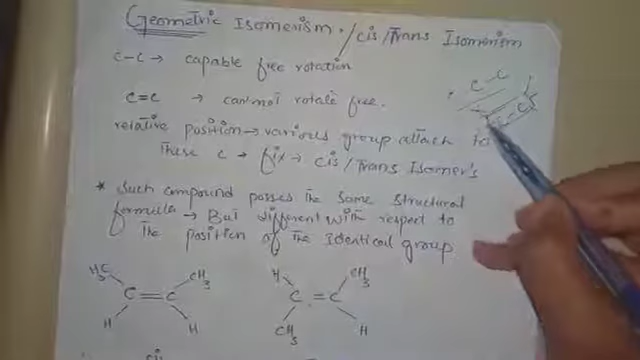 Geometric Isomerism./cis/Trans Isomerism
C-C → capable free rotation
C-C
C=C → cannot rotate free.
relative position → various group attach to
These C → fix → cis/Trans Isomer's
* Such compound posses the same structural
formula → But different with respect to
The position of the Identical group
H3C CH3 H CH3
C=C C=C
H H CH3 H